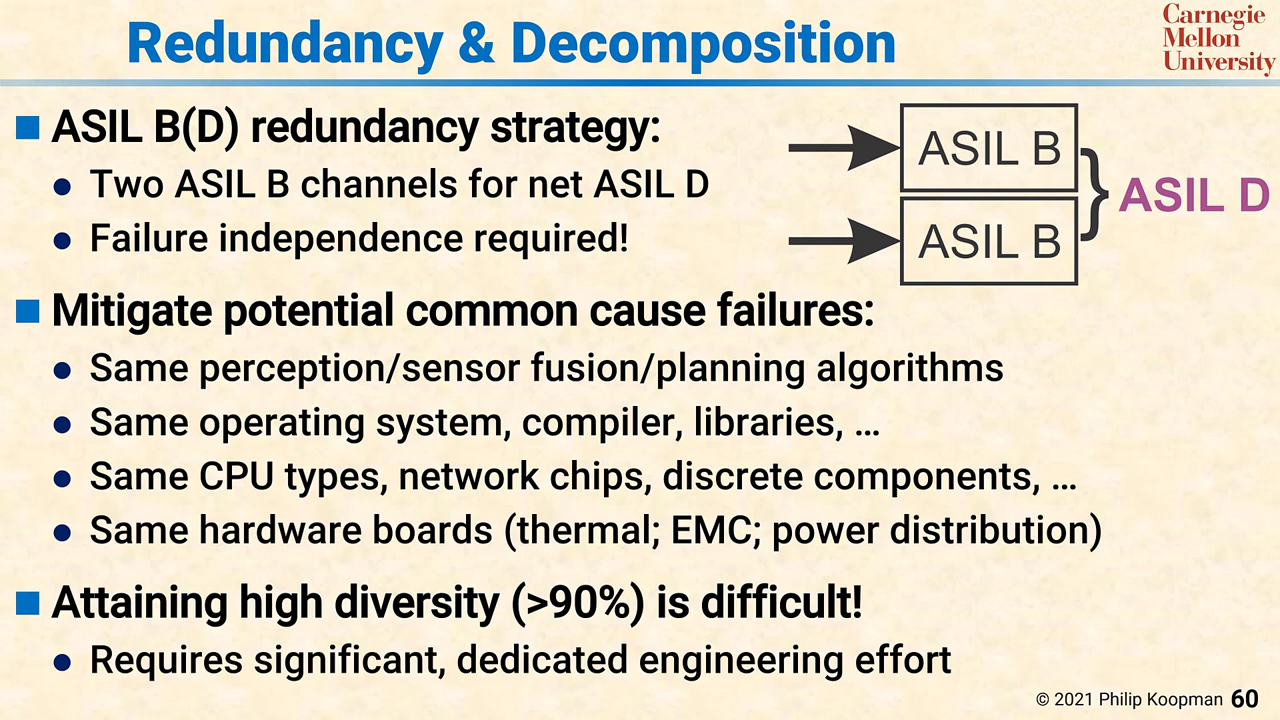 Redundancy & Decomposition
Carnegie
Mellon
University
ASIL B(D) redundancy strategy:
Two ASIL B channels for net ASIL D
Failure independence required!
ASIL B
ASIL B
ASIL D
Mitigate potential common cause failures:
Same perception/sensor fusion/planning algorithms
Same operating system, compiler, libraries, …
Same CPU types, network chips, discrete components, …
Same hardware boards (thermal; EMC; power distribution)
Attaining high diversity (>90%) is difficult!
Requires significant, dedicated engineering effort
© 2021 Philip Koopman 60